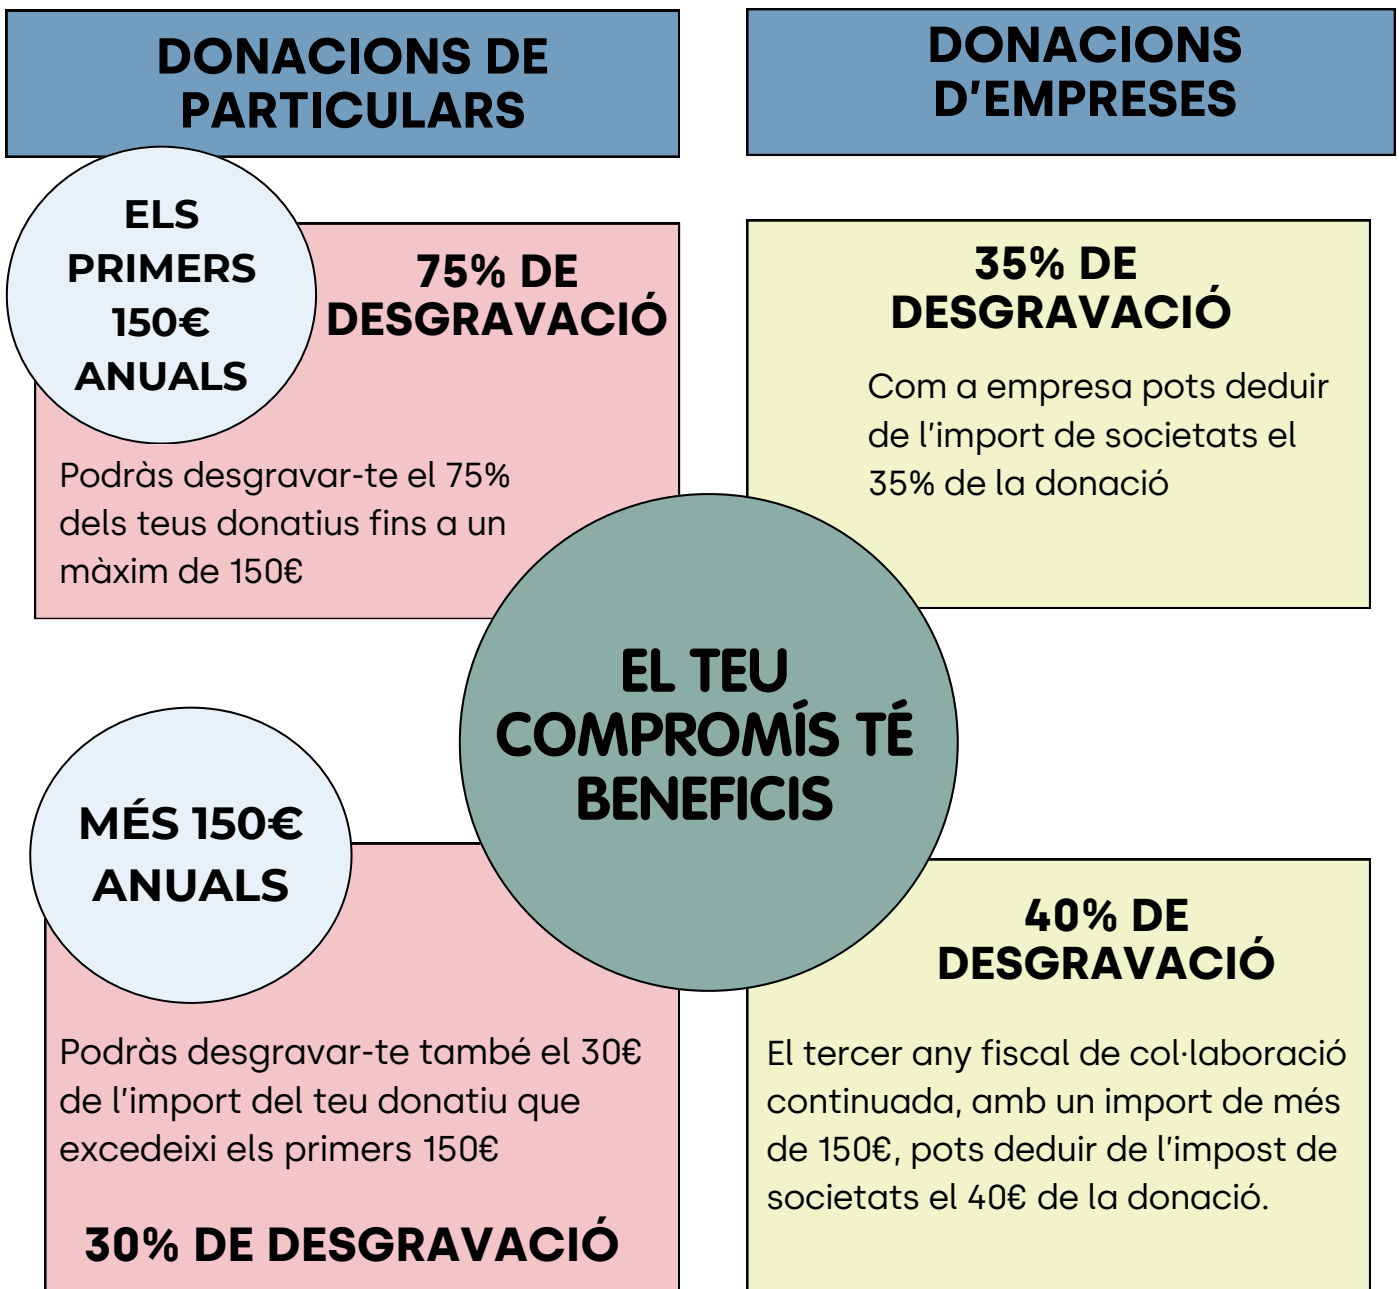 DONACIONS DE
PARTICULARS
ELS
PRIMERS
150€
ANUALS
75% DE
DESGRAVACIÓ
Podràs desgravar-te el 75%
dels teus donatius fins a un
màxim de 150€
MÉS 150€
ANUALS
Podràs desgravar-te també el 30€
de l'import del teu donatiu que
excedeixi els primers 150€
30% DE DESGRAVACIÓ
EL TEU
COMPROMÍS TÉ
BENEFICIS
DONACIONS
D'EMPRESES
35% DE
DESGRAVACIÓ
Com a empresa pots deduir
de l'import de societats el
35% de la donació
40% DE
DESGRAVACIÓ
El tercer any fiscal de col·laboració
continuada, amb un import de més
de 150€, pots deduir de l'impost de
societats el 40€ de la donació.